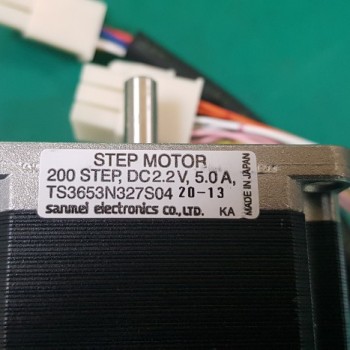 STEP MOTOR
200 STEP, DC2.2V, 5.0 A,
TS3653N327S04 20-13
sanmei electronics CO.,LTD. KA
MADE IN JAPAN